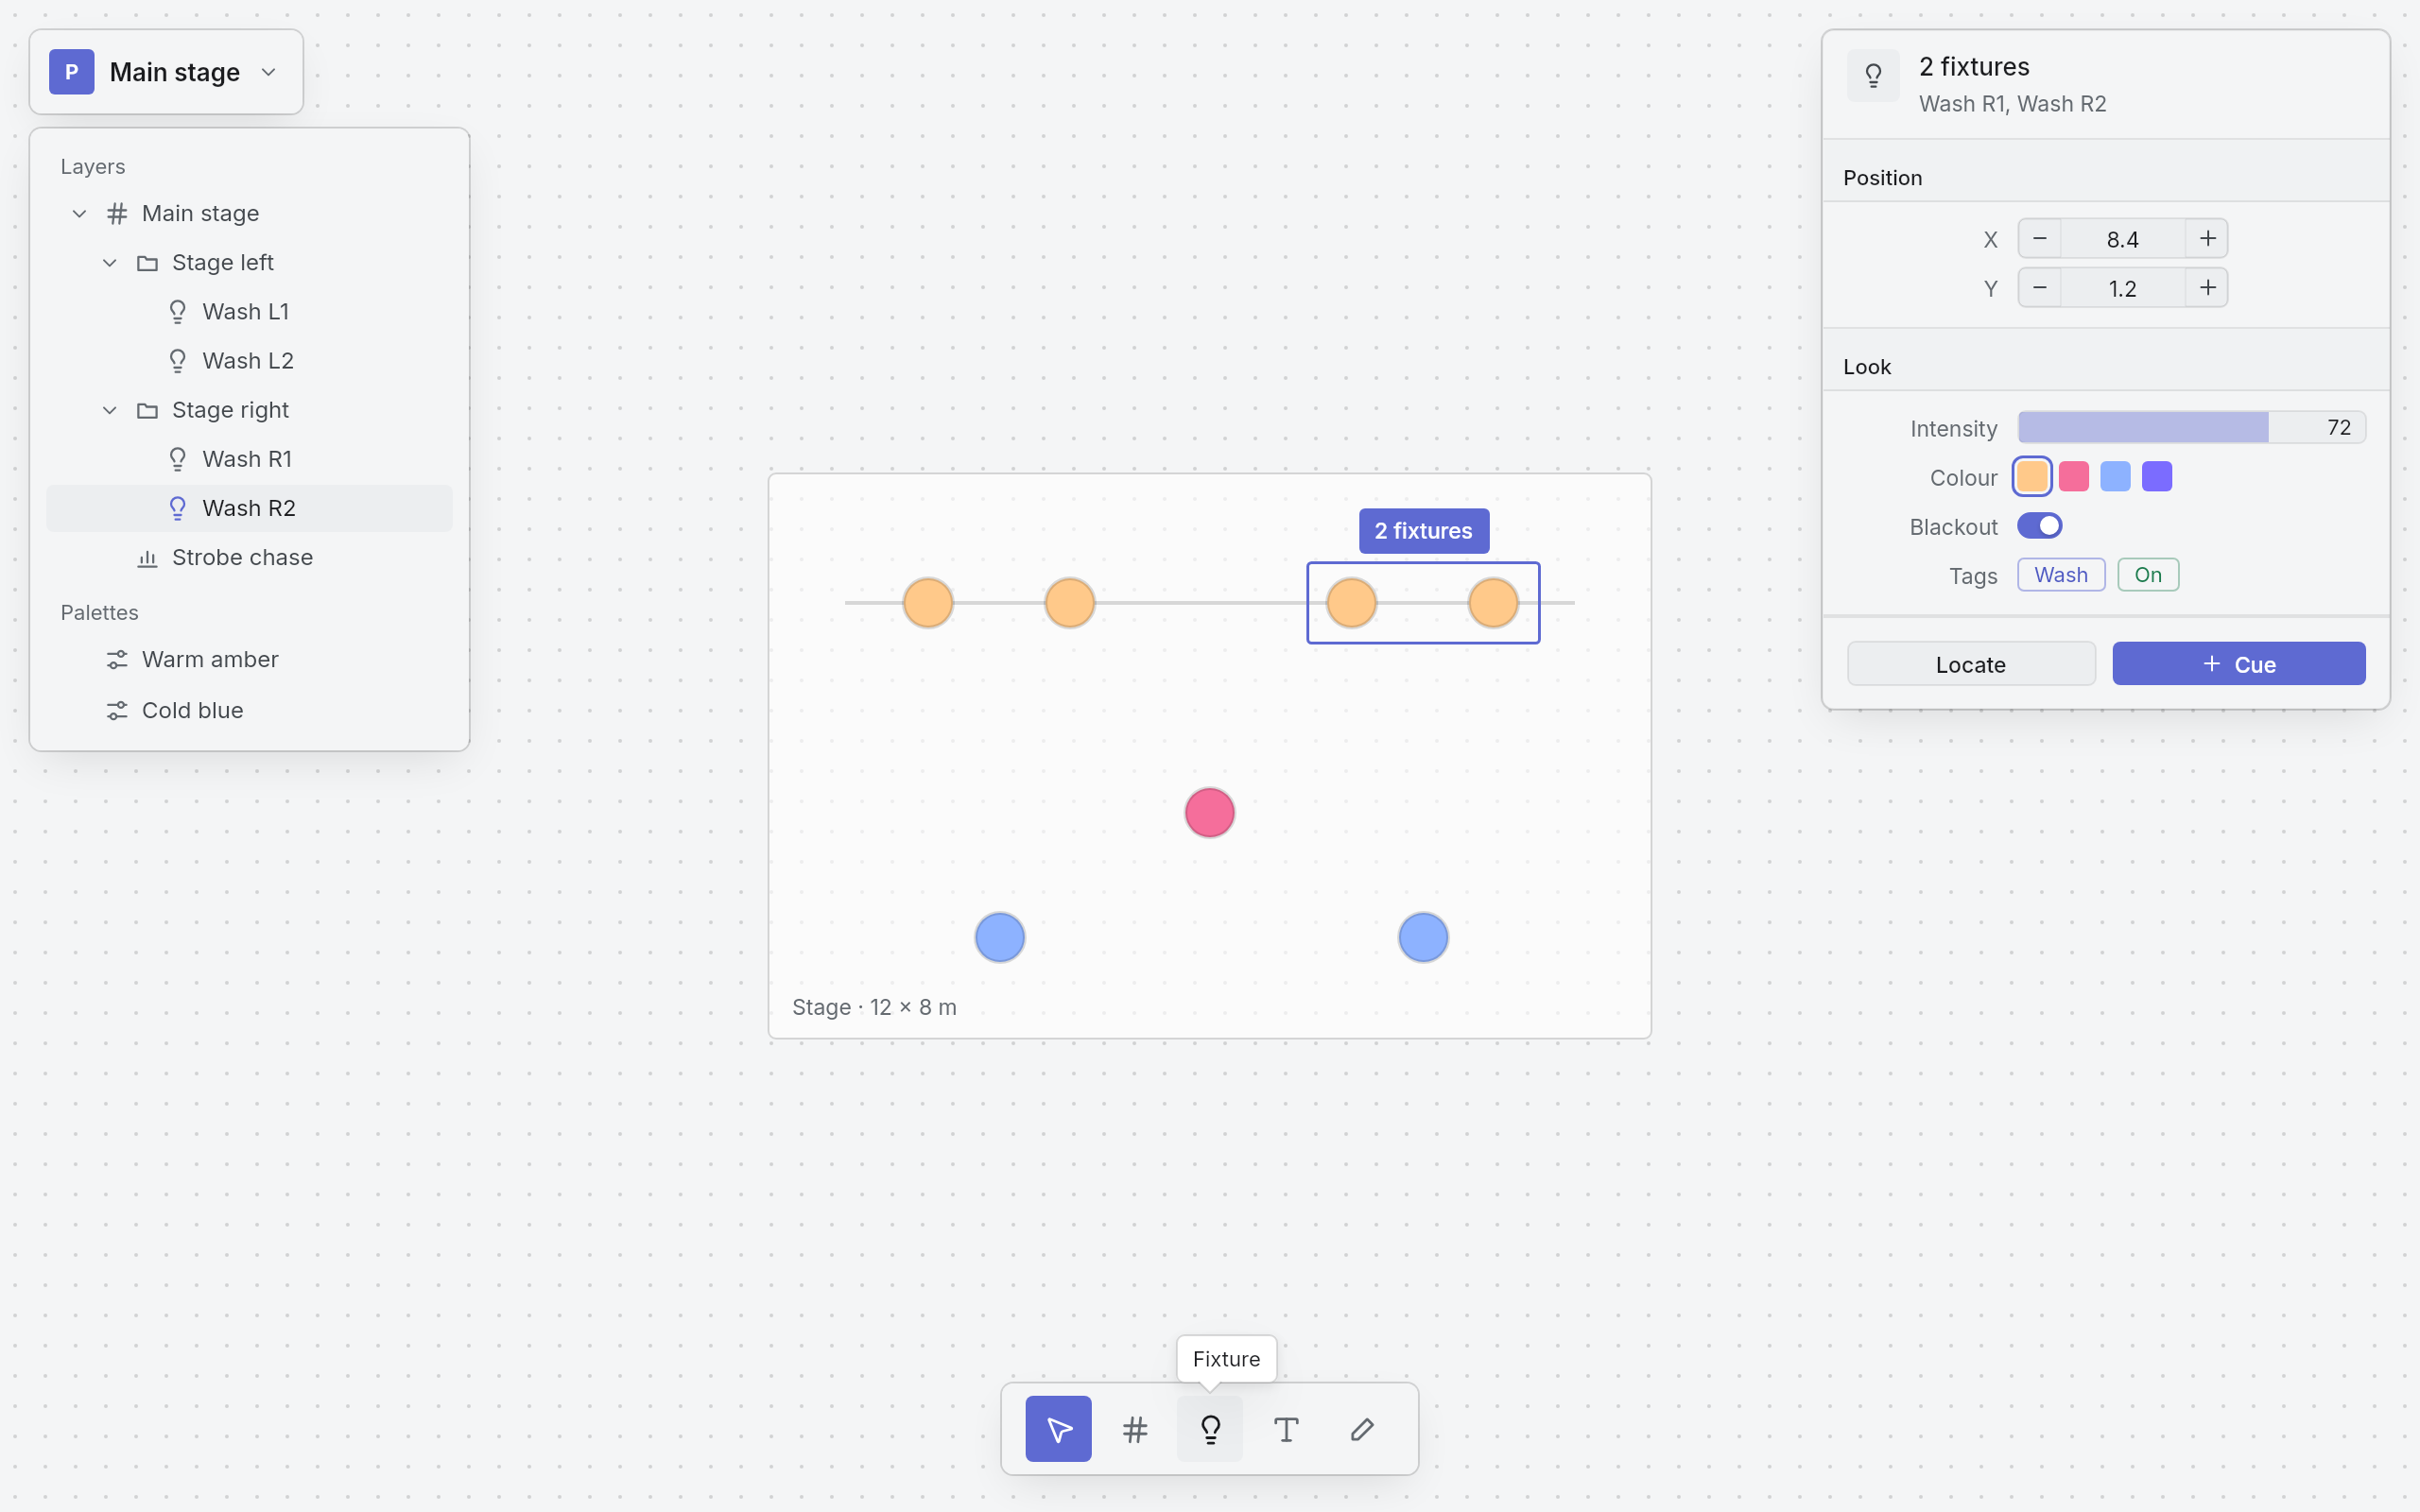 P Main stage
Layers
Main stage
Stage left
Wash L1
Wash L2
Stage right
Wash R1
Wash R2
Strobe chase
Palettes
Warm amber
Cold blue
2 fixtures
Stage · 12 × 8 m
Fixture
2 fixtures
Wash R1, Wash R2
Position
X 8.4
Y 1.2
Look
Intensity 72
Colour
Blackout
Tags Wash On
Locate + Cue